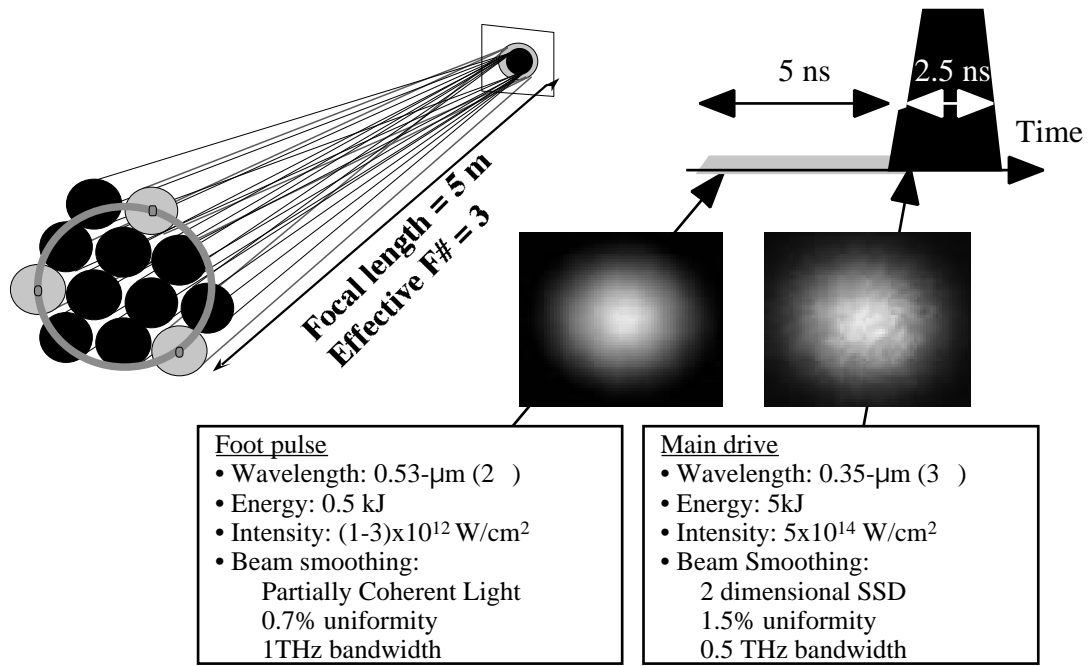 5 ns
2.5 ns
Time
Focal length = 5 m
Effective F# = 3
Foot pulse
• Wavelength: 0.53-µm (2 )
• Energy: 0.5 kJ
• Intensity: (1-3)x10¹² W/cm²
• Beam smoothing:
Partially Coherent Light
0.7% uniformity
1THz bandwidth
Main drive
• Wavelength: 0.35-µm (3 )
• Energy: 5kJ
• Intensity: 5x10¹⁴ W/cm²
• Beam Smoothing:
2 dimensional SSD
1.5% uniformity
0.5 THz bandwidth